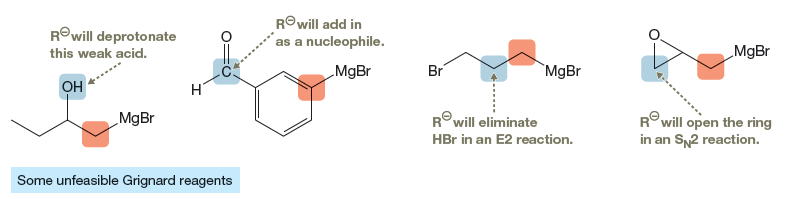 R⊖ will deprotonate
this weak acid.
OH
MgBr
R⊖ will add in
as a nucleophile.
O
C
H
MgBr
Br
MgBr
R⊖ will eliminate
HBr in an E2 reaction.
O
MgBr
R⊖ will open the ring
in an SN2 reaction.
Some unfeasible Grignard reagents